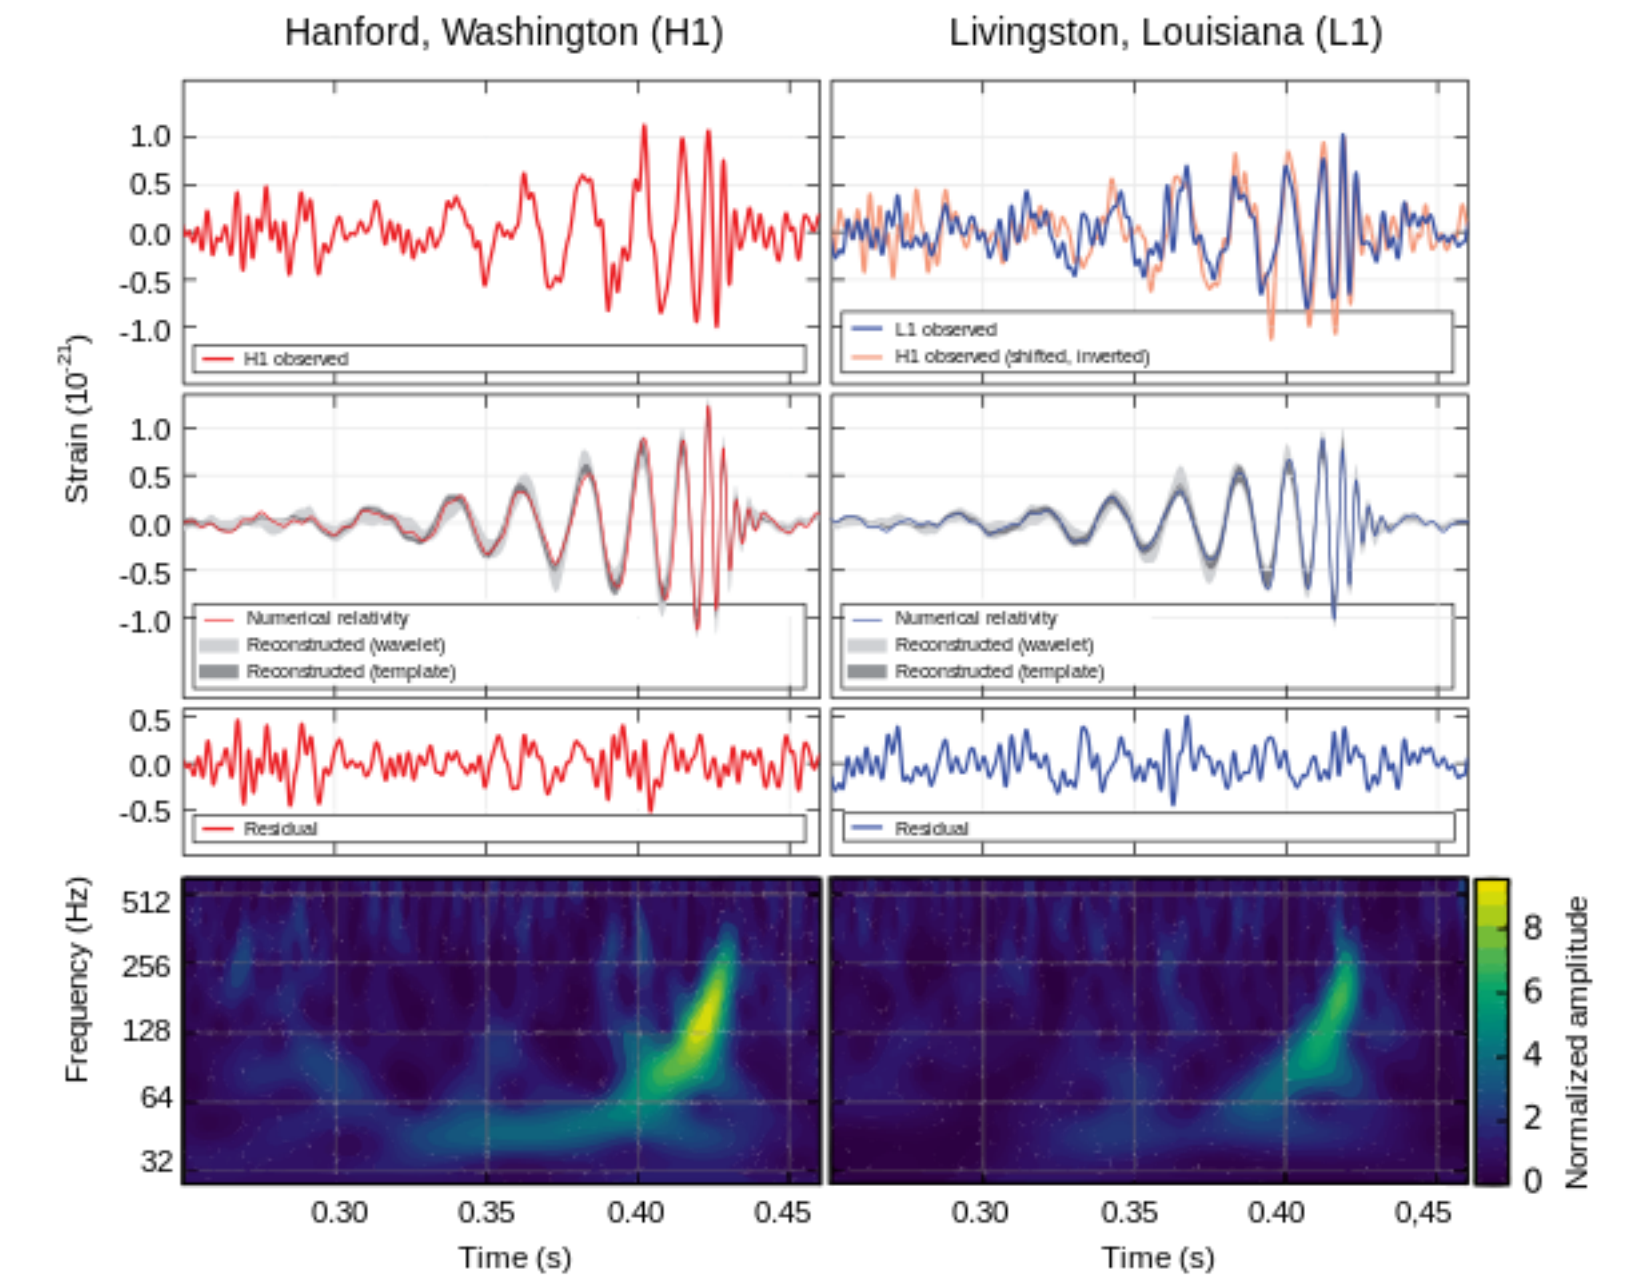 Hanford, Washington (H1)
Livingston, Louisiana (L1)
Strain (10-21)
1.0
0.5
0.0
-0.5
-1.0
H1 observed
L1 observed
H1 observed (shifted, inverted)
1.0
0.5
0.0
-0.5
-1.0
Numerical relativity
Reconstructed (wavelet)
Reconstructed (template)
Numerical relativity
Reconstructed (wavelet)
Reconstructed (template)
0.5
0.0
-0.5
Residual
Residual
Frequency (Hz)
512
256
128
64
32
8
6
4
2
0
Normalized amplitude
0.30 0.35 0.40 0.45
0.30 0.35 0.40 0,45
Time (s)
Time (s)